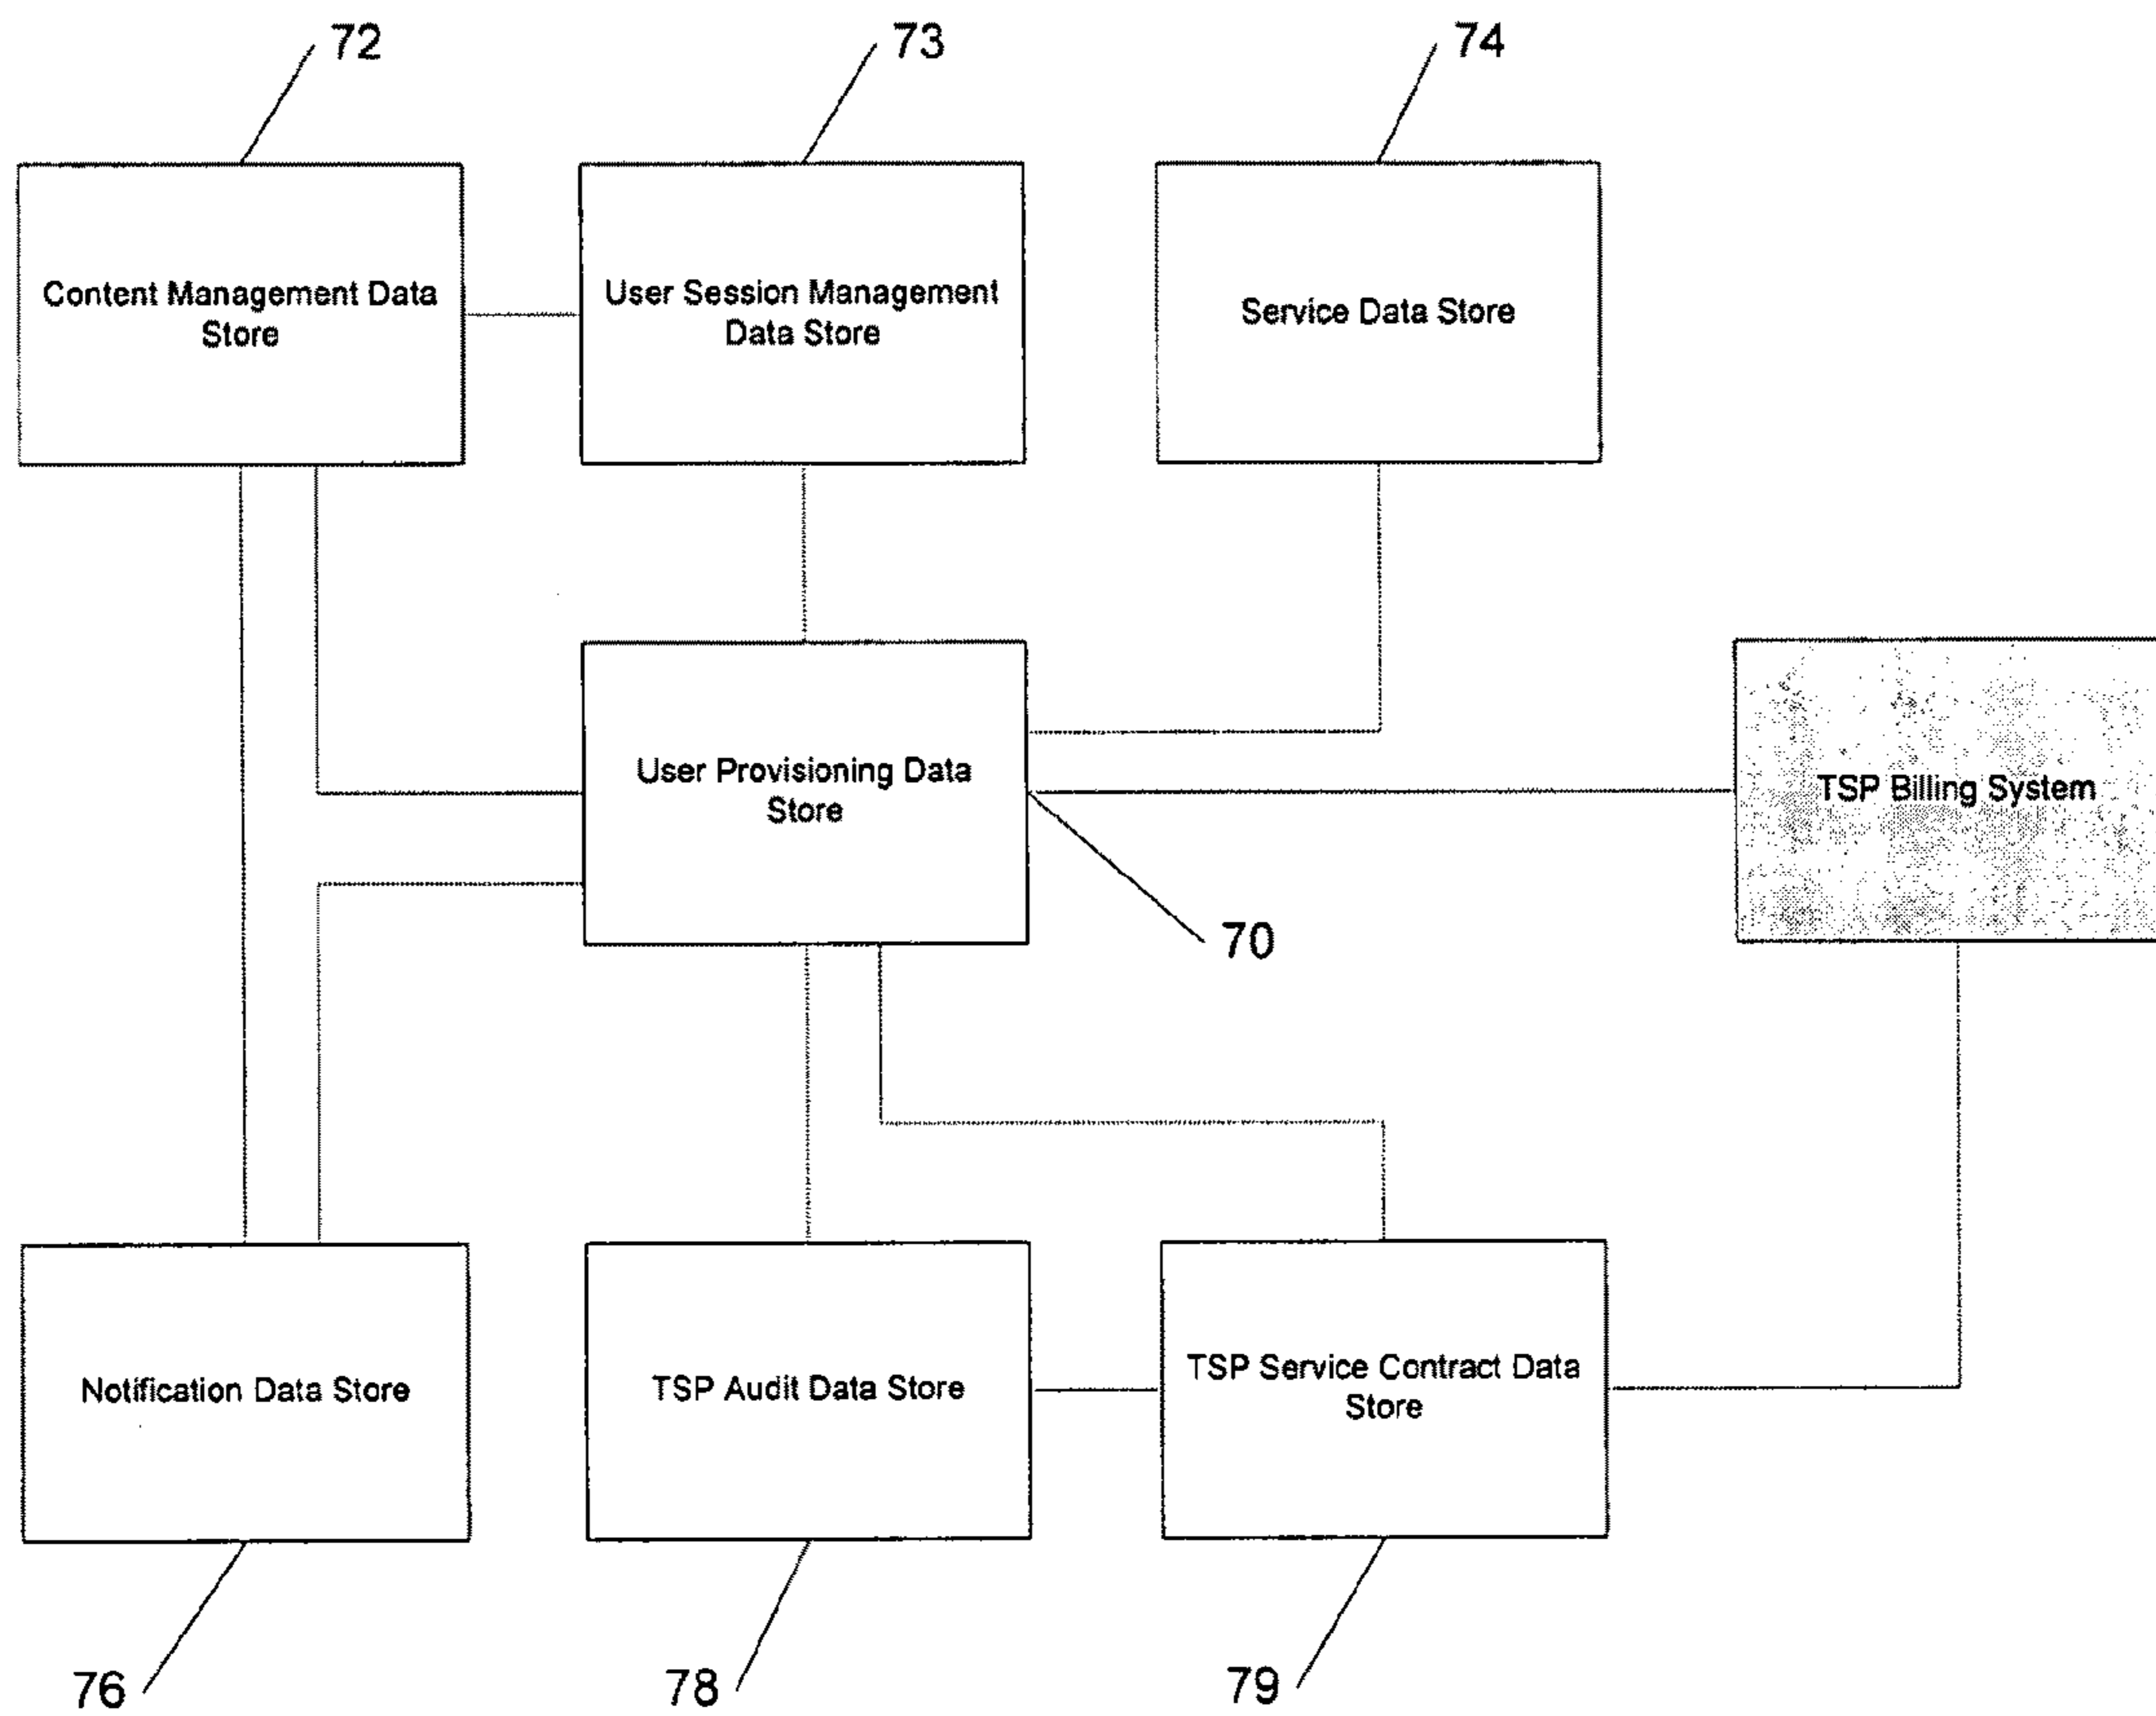 72
73
74
Content Management Data
Store
User Session Management
Data Store
Service Data Store
User Provisioning Data
Store
TSP Billing System
70
Notification Data Store
TSP Audit Data Store
TSP Service Contract Data
Store
76
78
79